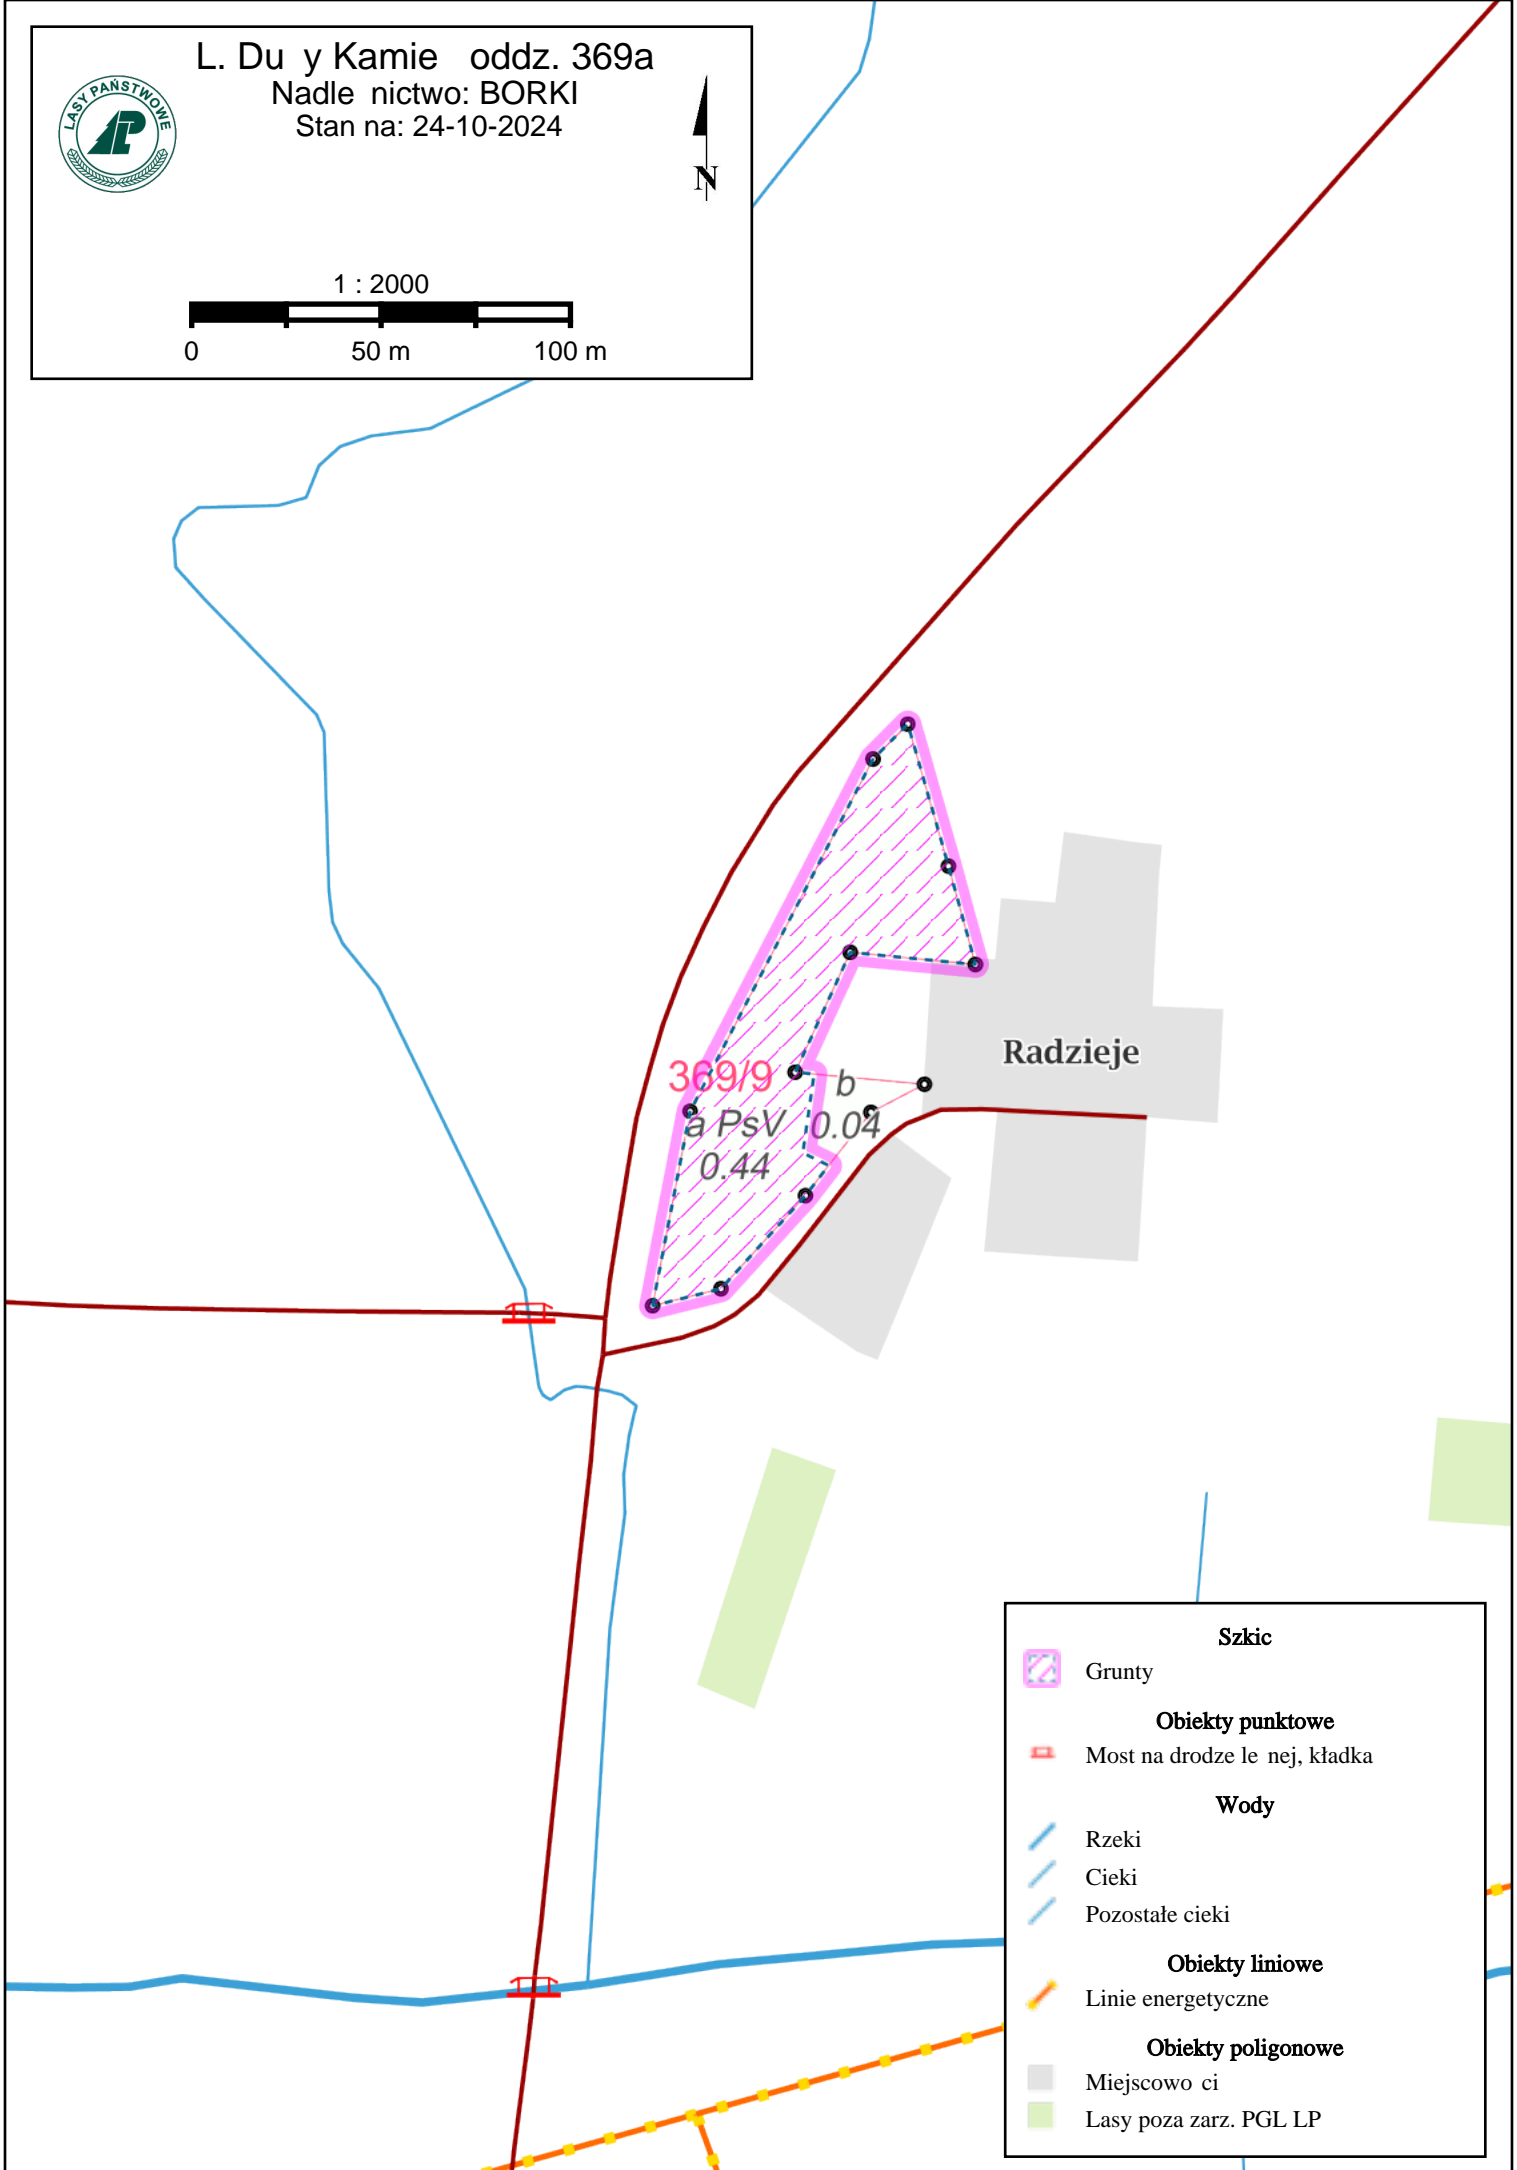 L. Du y Kamie oddz. 369a
Nadle nictwo: BORKI
Stan na: 24-10-2024
LASY PAŃSTWOWE
N
1 : 2000
0 50 m 100 m
Radzieje
369/9
b
a PsV 0.04
0.44
Szkic
Grunty
Obiekty punktowe
Most na drodze le nej, kładka
Wody
Rzeki
Cieki
Pozostałe cieki
Obiekty liniowe
Linie energetyczne
Obiekty poligonowe
Miejscowo ci
Lasy poza zarz. PGL LP